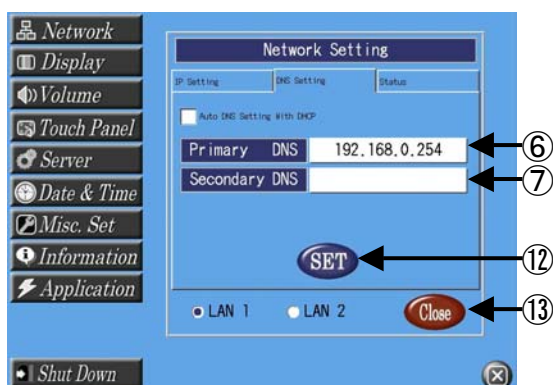 Network
Display
Volume
Touch Panel
Server
Date & Time
Misc. Set
Information
Application
Shut Down
Network Setting
IP Setting
DNS Setting
Status
Auto DNS Setting With DHCP
Primary DNS 192.168.0.254 ⑥
Secondary DNS ⑦
SET ⑫
LAN 1 LAN 2 Close ⑬